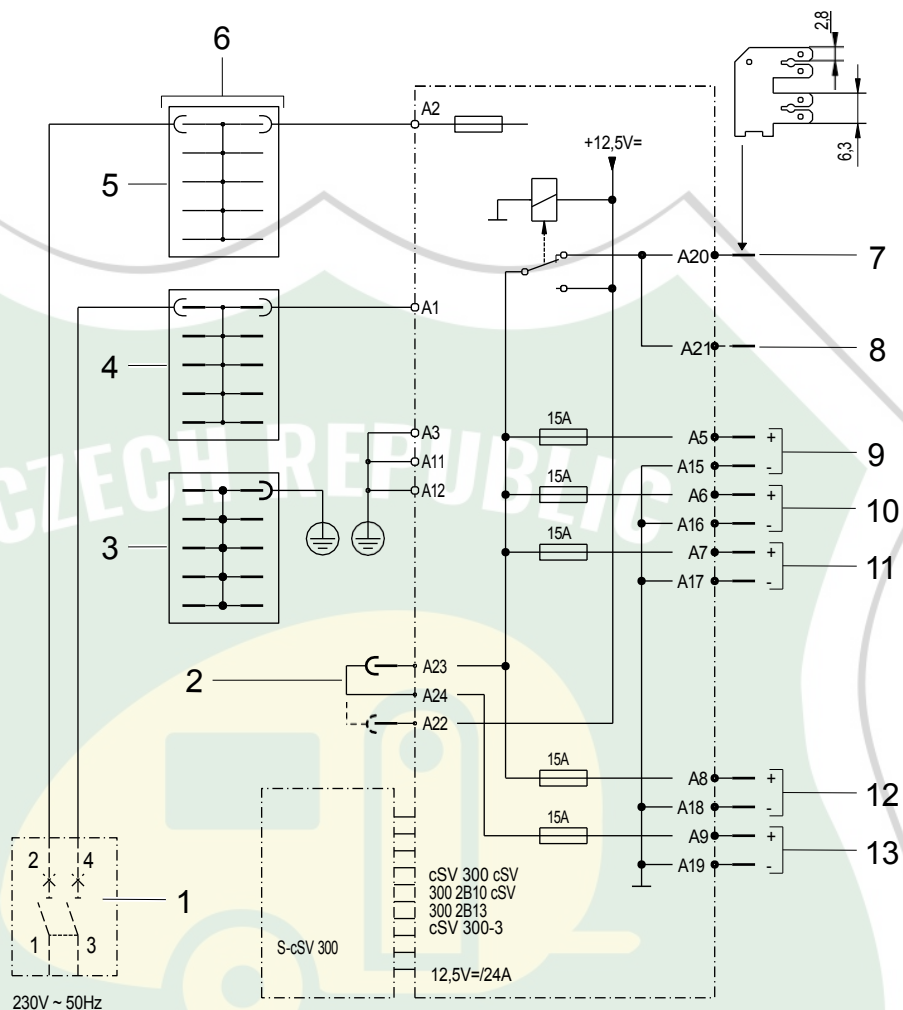 2,8
6
A2
+12,5V=
6,3
5
A20
7
A1
4
A21
8
CZECH REPUBLIC
15A
A3
A5
+
A11
A15
-
9
15A
A12
A6
+
3
A16
-
10
15A
A7
+
A17
-
11
A23
2
A24
A22
15A
A8
+
A18
-
12
15A
A9
+
A19
-
13
2
4
1
1
3
cSV 300 cSV
300 2B10 cSV
300 2B13
cSV 300-3
S-cSV 300
12,5V=/24A
230V ~ 50Hz